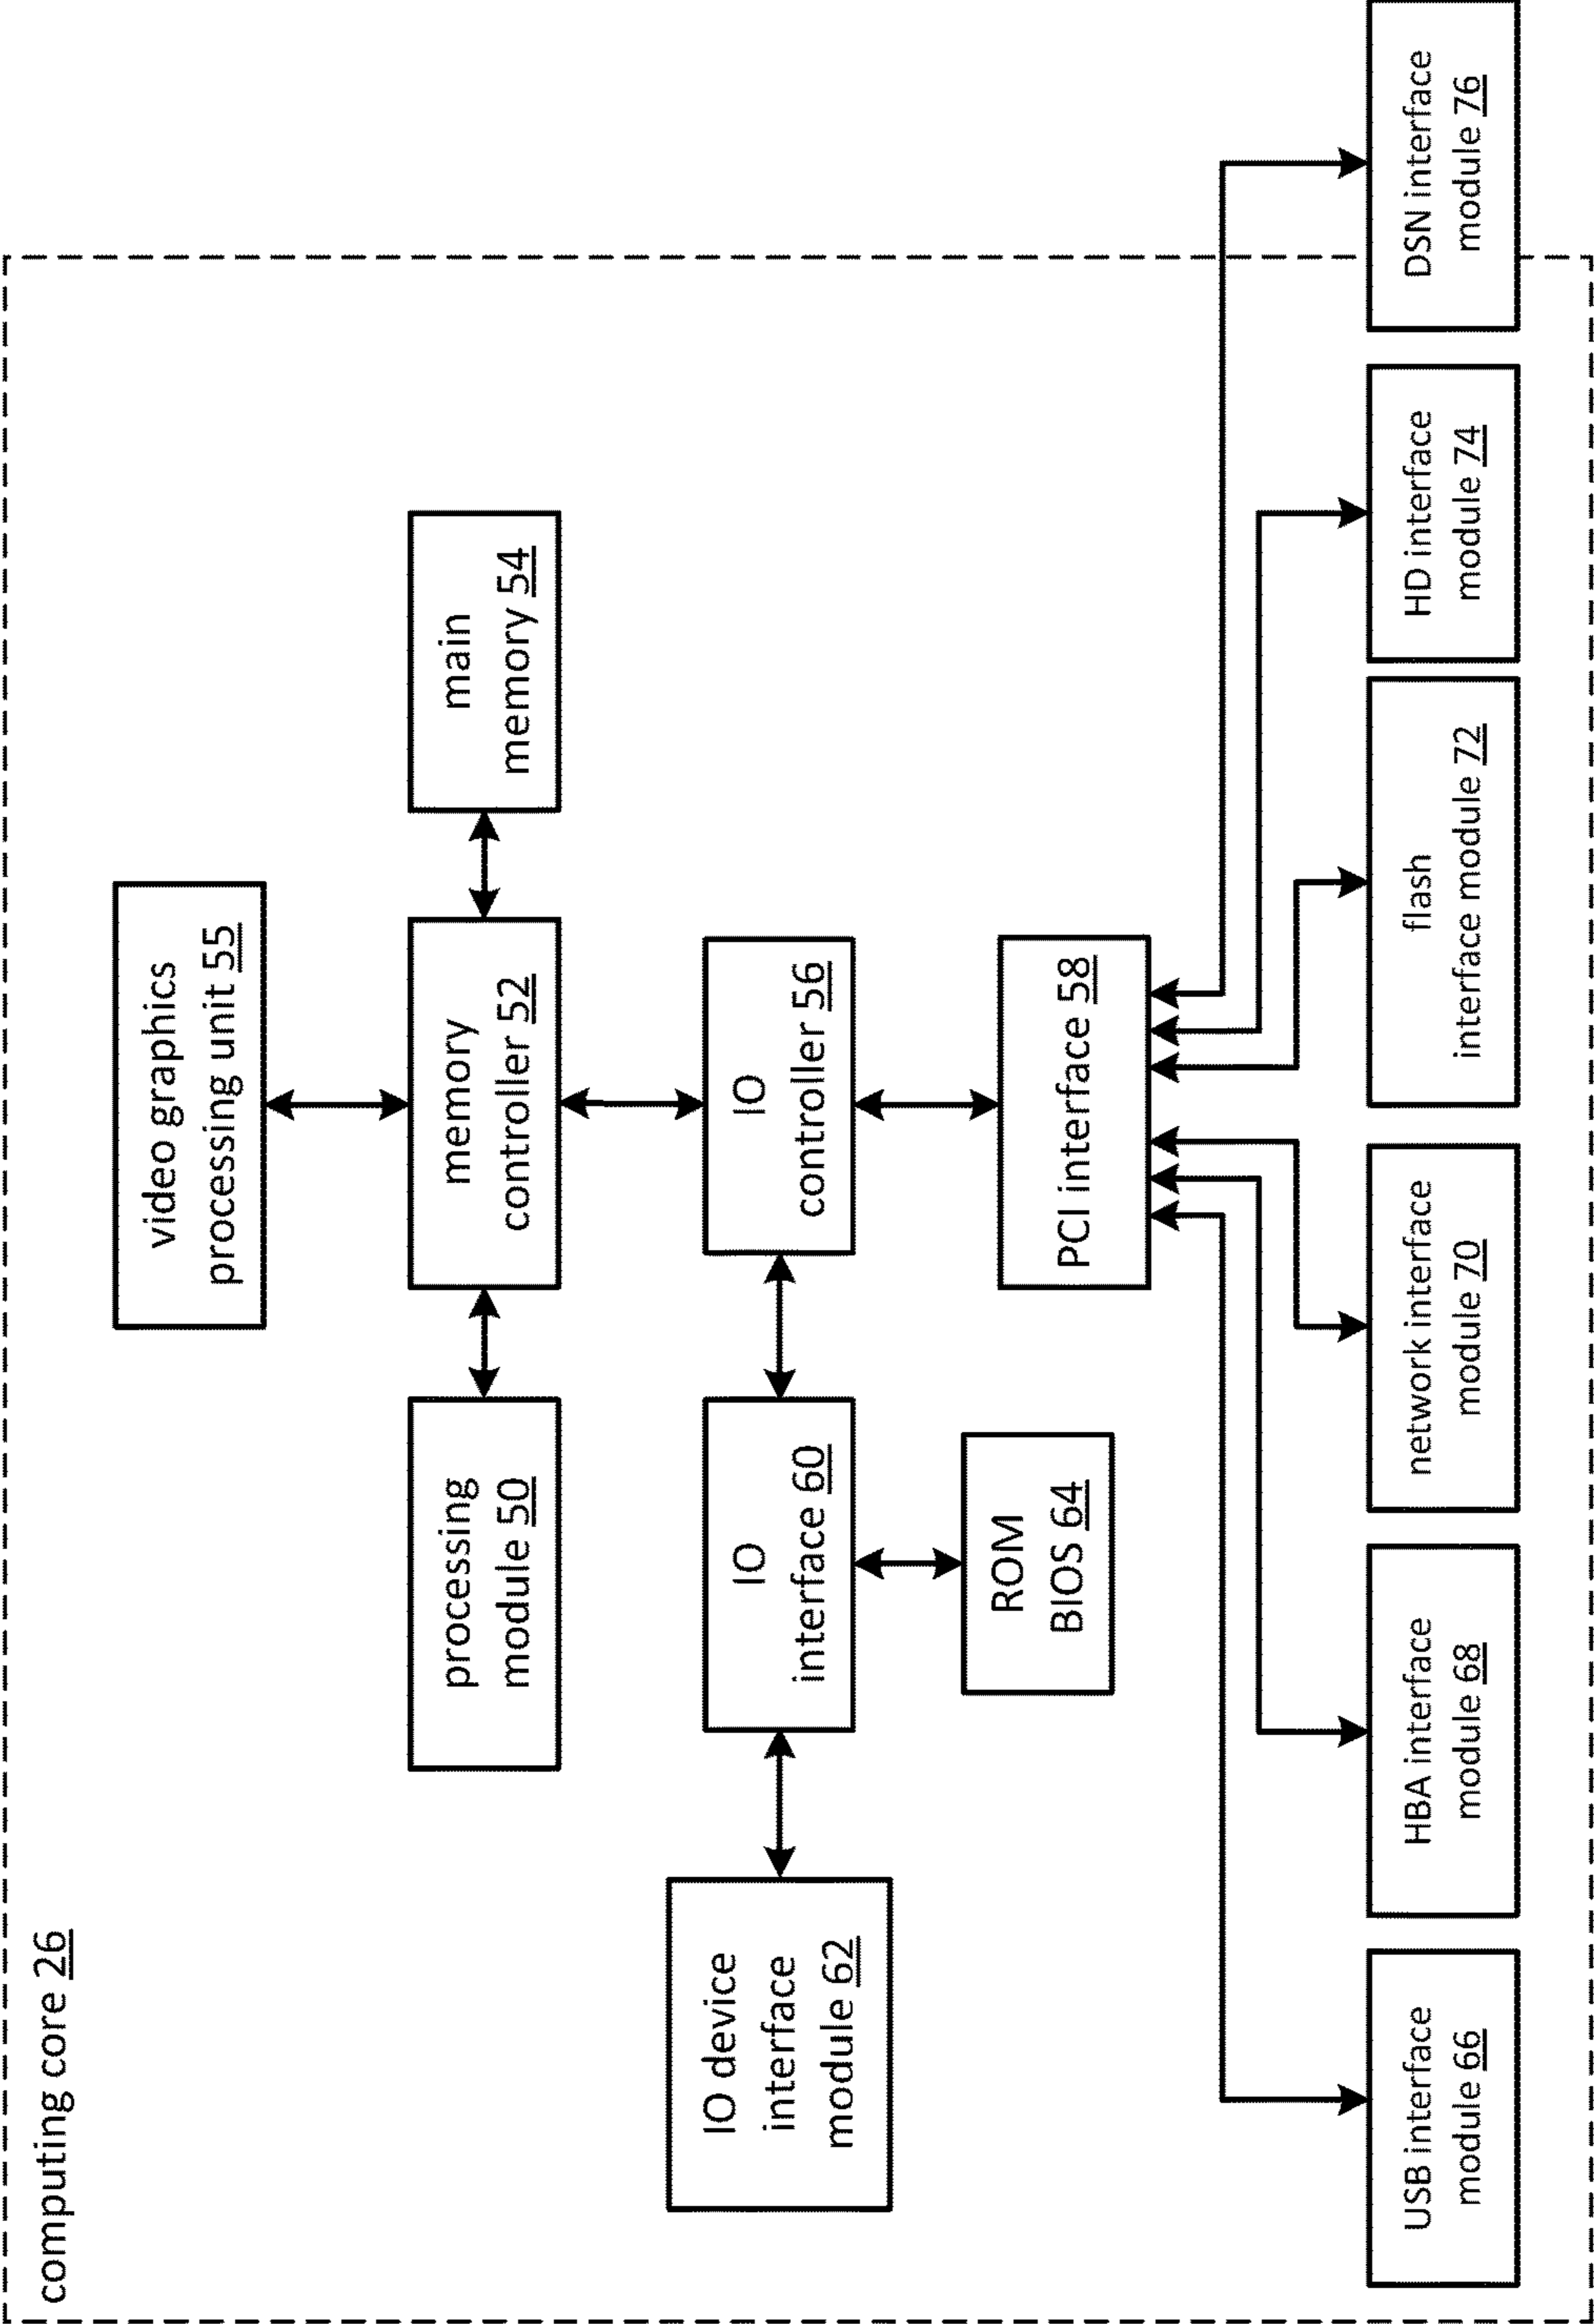 computing core 26
video graphics
processing unit 55
processing
module 50
memory
controller 52
main
memory 54
IO device
interface
module 62
IO
interface 60
IO
controller 56
ROM
BIOS 64
PCI interface 58
USB interface
module 66
HBA interface
module 68
network interface
module 70
flash
interface module 72
HD interface
module 74
DSN interface
module 76